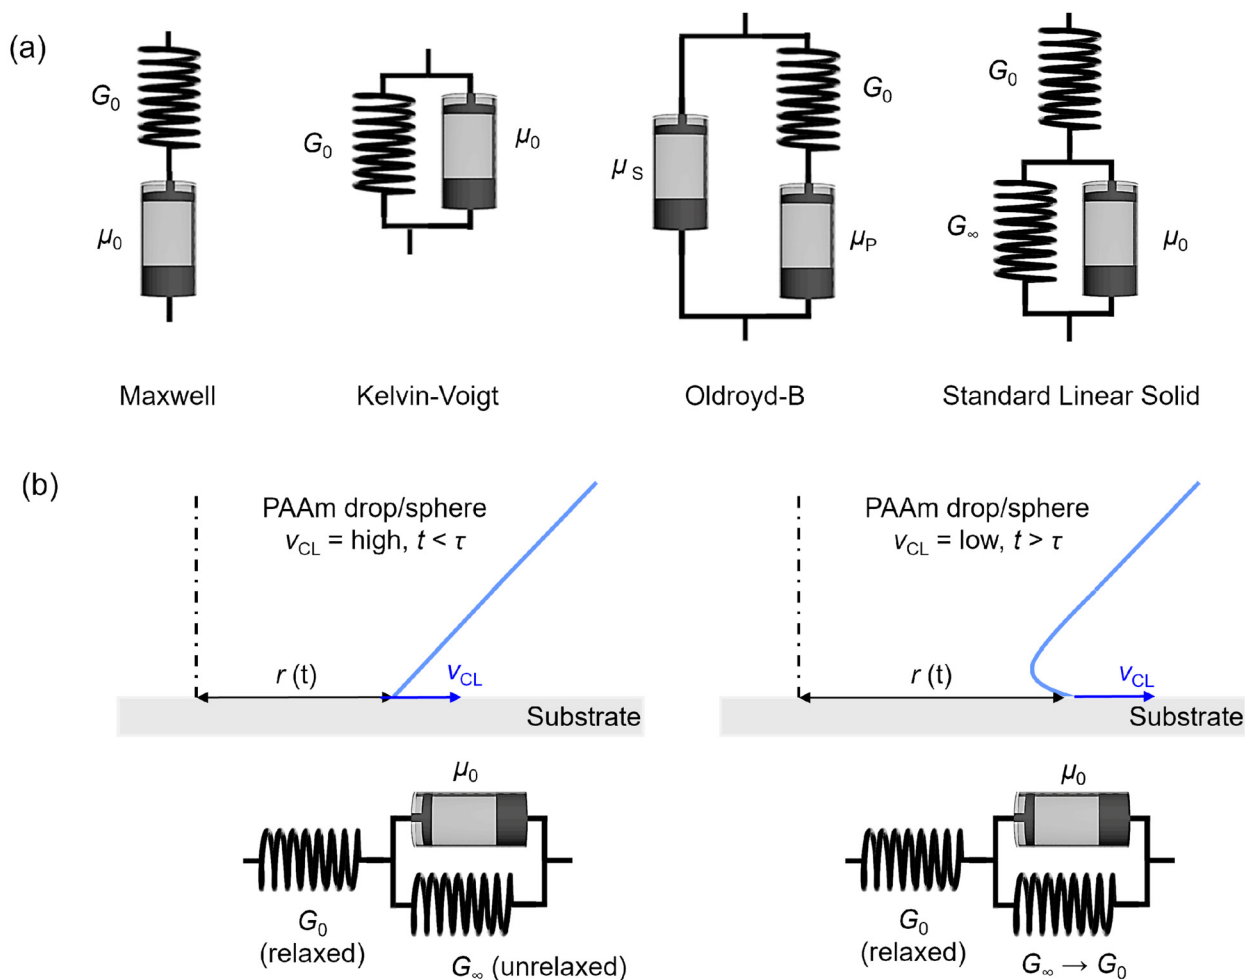 (a)
G₀
μ₀
Maxwell
G₀
μ₀
Kelvin-Voigt
μ S
G₀
μP
Oldroyd-B
G₀
G∞
μ₀
Standard Linear Solid
(b)
PAAm drop/sphere
vCL = high, t < τ
r (t)
vCL
Substrate
μ₀
G₀
(relaxed)
G∞ (unrelaxed)
PAAm drop/sphere
vCL = low, t > τ
r (t)
vCL
Substrate
μ₀
G₀
(relaxed)
G∞ → G₀